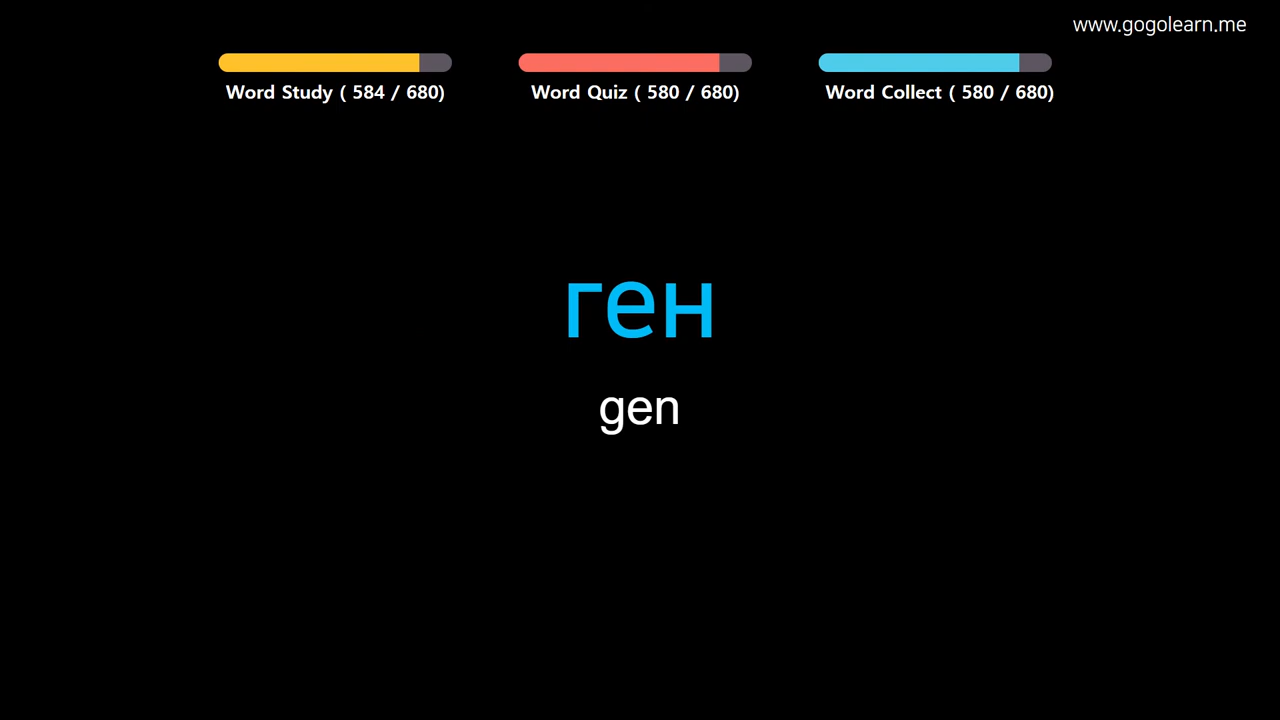 www.gogolearn.me
Word Study ( 584 / 680)
Word Quiz ( 580 / 680)
Word Collect ( 580 / 680)
ген
gen